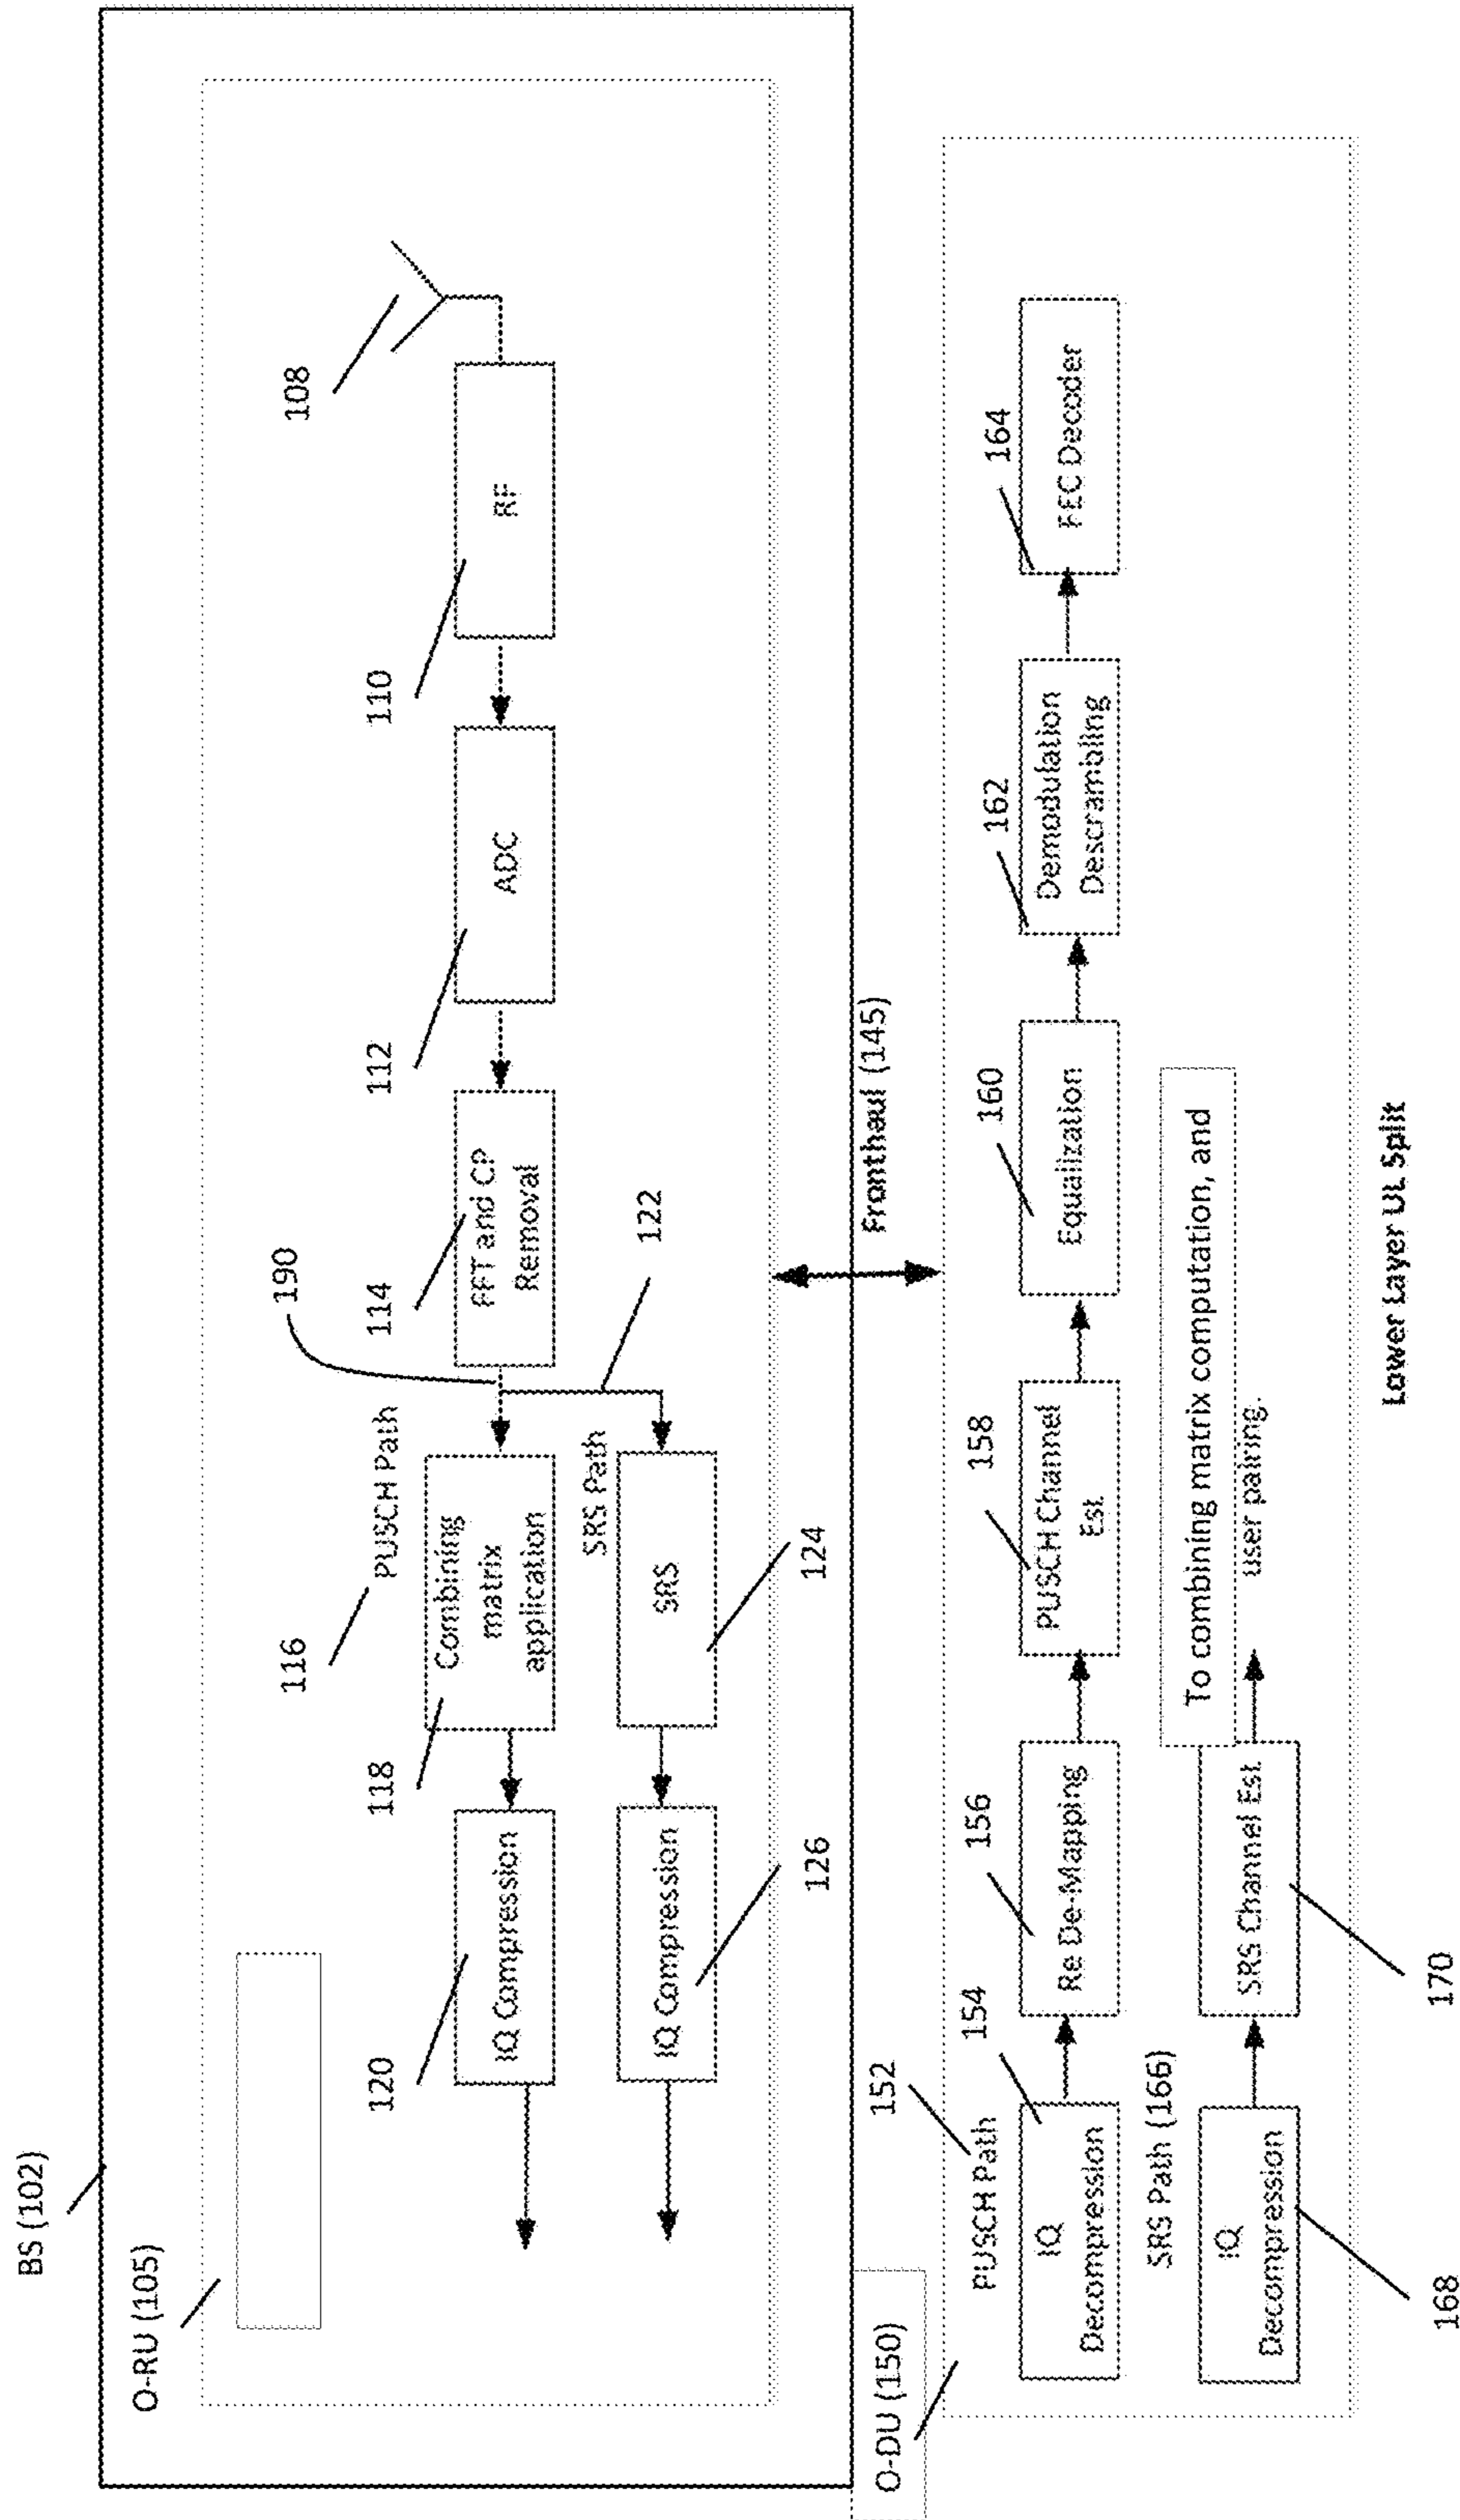 BS (102)
O-RU (105)
108
110
RF
112
ADC
114
FFT and CP
Removal
190
122
116
PUSCH Path
118
Combining
matrix
application
SRS Path
SRS
124
120
IQ Compression
IQ Compression
126
Fronthaul (145)
O-DU (150)
152
PUSCH Path
154
IQ
Decompression
156
Re De-Mapping
158
PUSCH Channel
Est.
160
Equalization
162
Demodulation
Descrambling
164
FEC Decoder
SRS Path (166)
IQ
Decompression
168
SRS Channel Est.
170
To combining matrix computation, and
user pairing.
Lower Layer UL Split